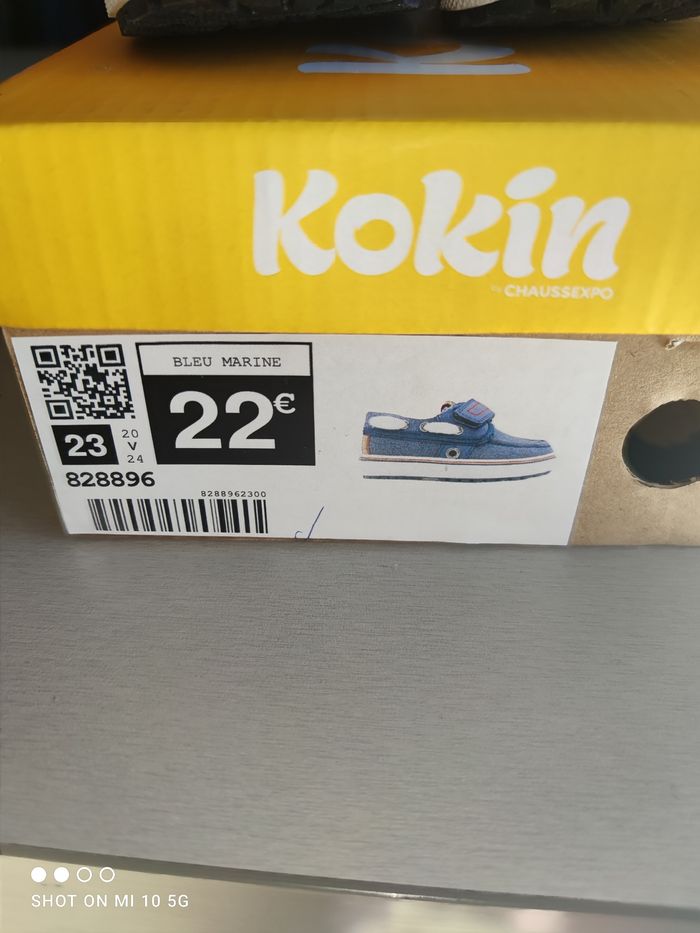 K
Kokin
by CHAUSSEXPO
BLEU MARINE
22€
23
20
V
24
828896
8288962300
SHOT ON MI 10 5G